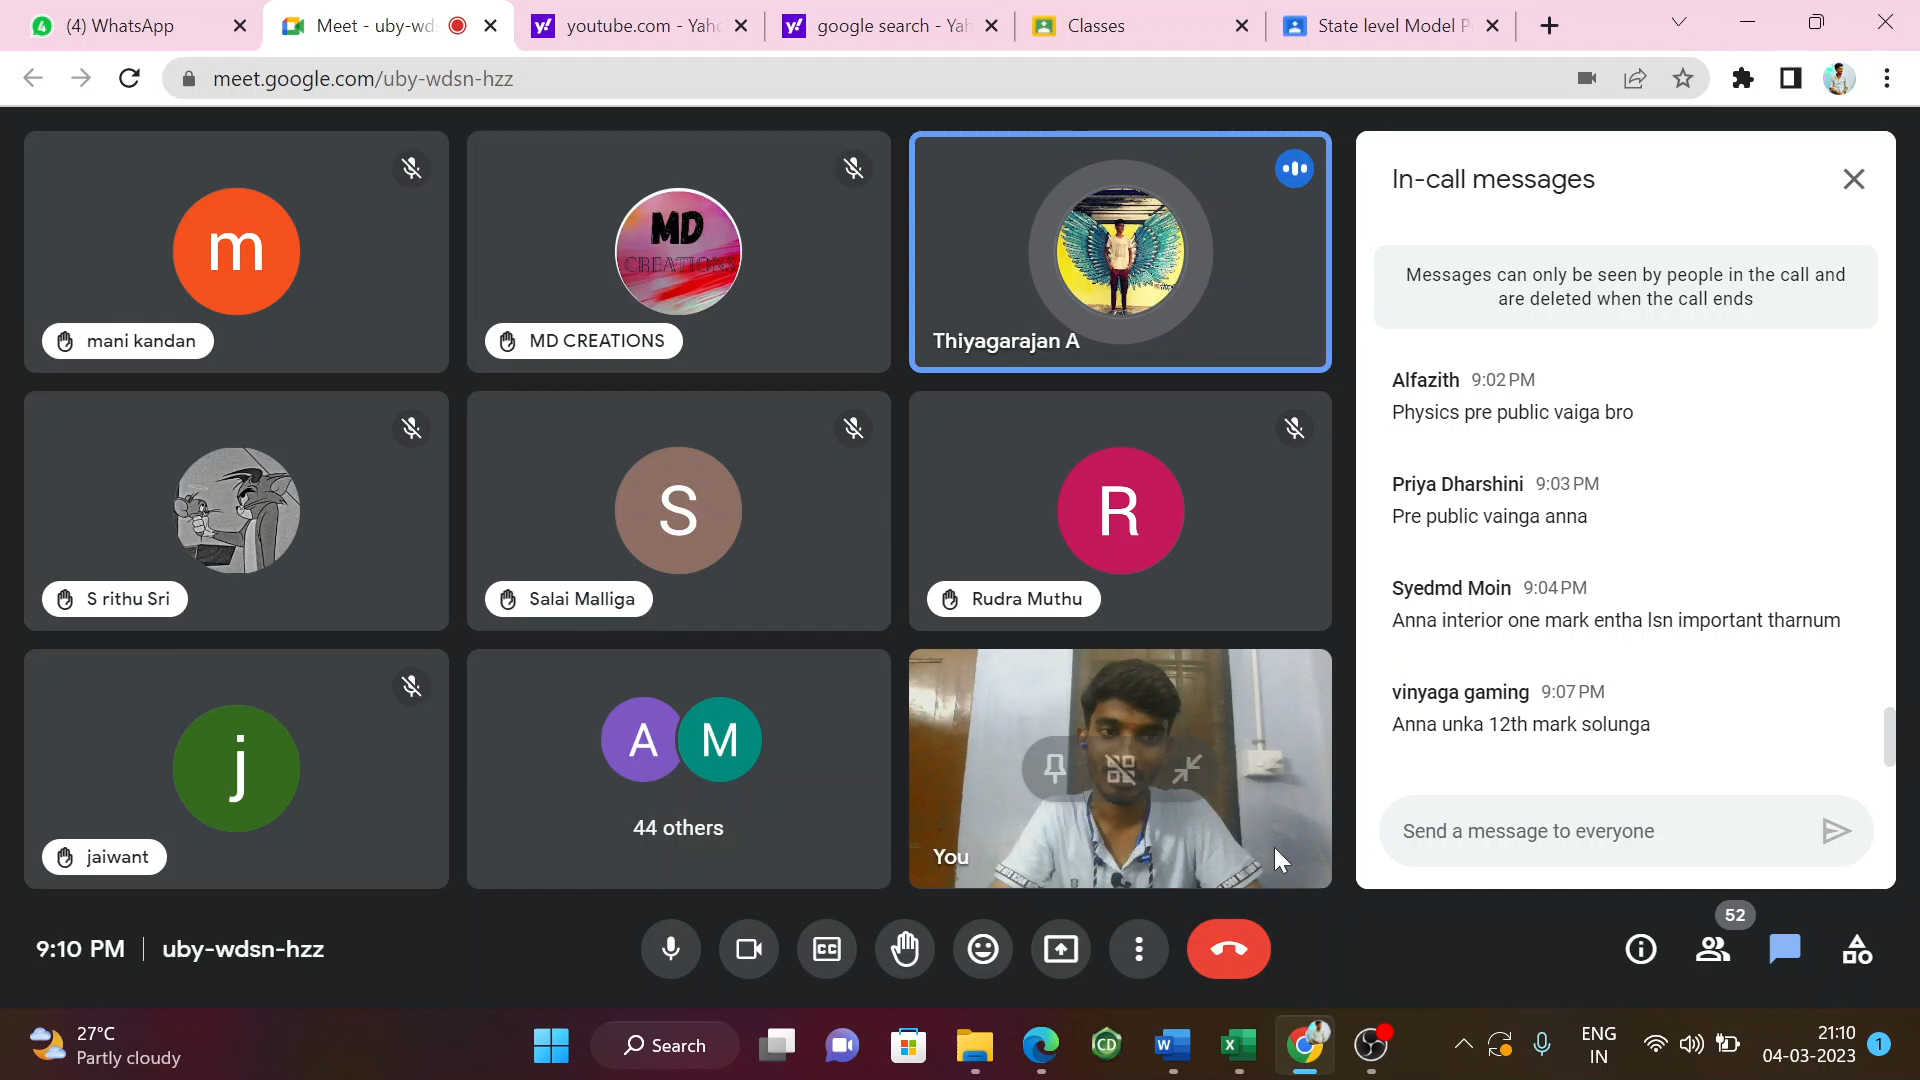 (4) WhatsApp
Meet - uby-wds
youtube.com - Yah
google search - Yah
Classes
State level Model P
meet.google.com/uby-wdsn-hzz
m
mani kandan
MD
CREATIONS
MD CREATIONS
Thiyagarajan A
S rithu Sri
S
Salai Malliga
R
Rudra Muthu
j
jaiwant
A M
44 others
You
In-call messages
Messages can only be seen by people in the call and
are deleted when the call ends
Alfazith 9:02 PM
Physics pre public vaiga bro
Priya Dharshini 9:03 PM
Pre public vainga anna
Syedmd Moin 9:04 PM
Anna interior one mark entha lsn important tharnum
vinyaga gaming 9:07 PM
Anna unka 12th mark solunga
Send a message to everyone
9:10 PM | uby-wdsn-hzz
CC
52
27°C
Partly cloudy
Search
CD
W
X
ENG
IN
21:10
04-03-2023
1